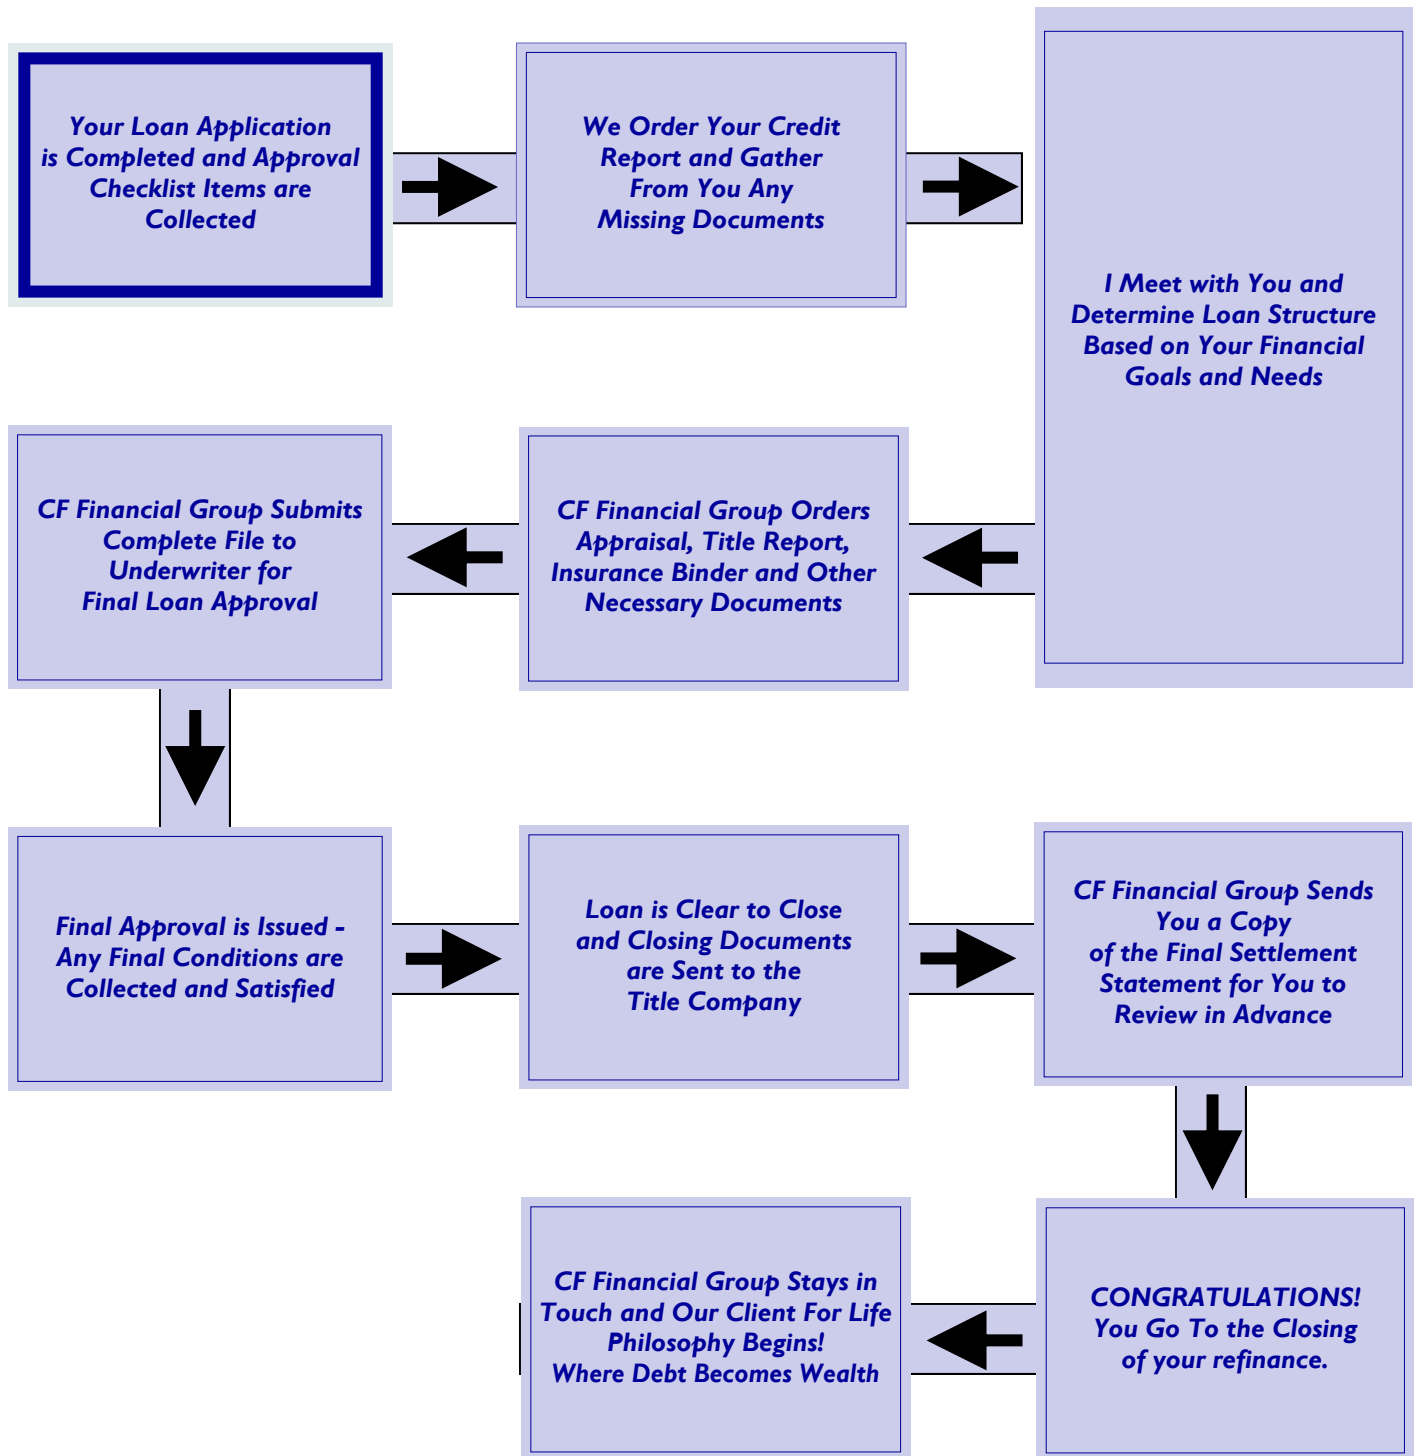 Your Loan Application
is Completed and Approval
Checklist Items are
Collected
We Order Your Credit
Report and Gather
From You Any
Missing Documents
I Meet with You and
Determine Loan Structure
Based on Your Financial
Goals and Needs
CF Financial Group Orders
Appraisal, Title Report,
Insurance Binder and Other
Necessary Documents
CF Financial Group Submits
Complete File to
Underwriter for
Final Loan Approval
Final Approval is Issued -
Any Final Conditions are
Collected and Satisfied
Loan is Clear to Close
and Closing Documents
are Sent to the
Title Company
CF Financial Group Sends
You a Copy
of the Final Settlement
Statement for You to
Review in Advance
CONGRATULATIONS!
You Go To the Closing
of your refinance.
CF Financial Group Stays in
Touch and Our Client For Life
Philosophy Begins!
Where Debt Becomes Wealth